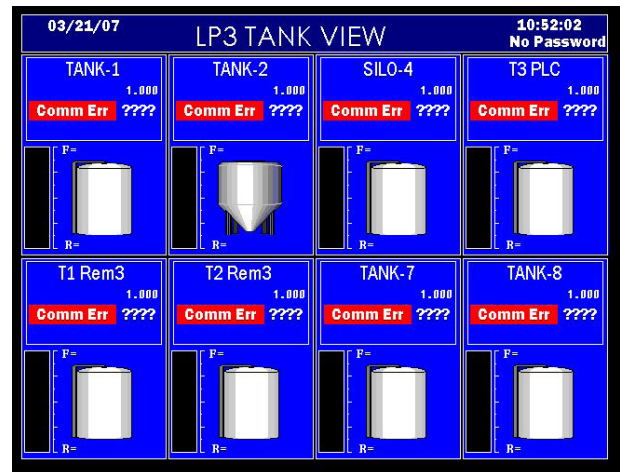 03/21/07
LP3 TANK VIEW
10:52:02
No Password
TANK-1
1.000
Comm Err ????
F=
R=
TANK-2
1.000
Comm Err ????
F=
R=
SILO-4
1.000
Comm Err ????
F=
R=
T3 PLC
1.000
Comm Err ????
F=
R=
T1 Rem3
1.000
Comm Err ????
F=
R=
T2 Rem3
1.000
Comm Err ????
F=
R=
TANK-7
1.000
Comm Err ????
F=
R=
TANK-8
1.000
Comm Err ????
F=
R=